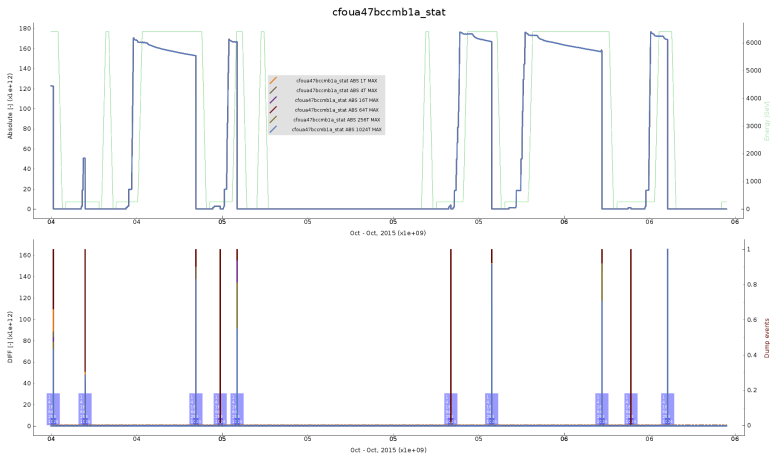 cfoua47bccmb1a_stat
180
160
140
120
100
80
60
40
20
0
Absolute [-] (x1e+12)
cfoua47bccmb1a_stat ABS 1T MAX
cfoua47bccmb1a_stat ABS 4T MAX
cfoua47bccmb1a_stat ABS 16T MAX
cfoua47bccmb1a_stat ABS 64T MAX
cfoua47bccmb1a_stat ABS 256T MAX
cfoua47bccmb1a_stat ABS 1024T MAX
6000
5000
4000
3000
2000
1000
0
Energy [GeV]
04 04 05 05 05 05 06 06 06
Oct - Oct, 2015 (x1e+09)
160
140
120
100
80
60
40
20
0
DIFF [-] (x1e+12)
1
0.8
0.6
0.4
0.2
0
Dump events
04 04 05 05 05 05 06 06 06
Oct - Oct, 2015 (x1e+09)